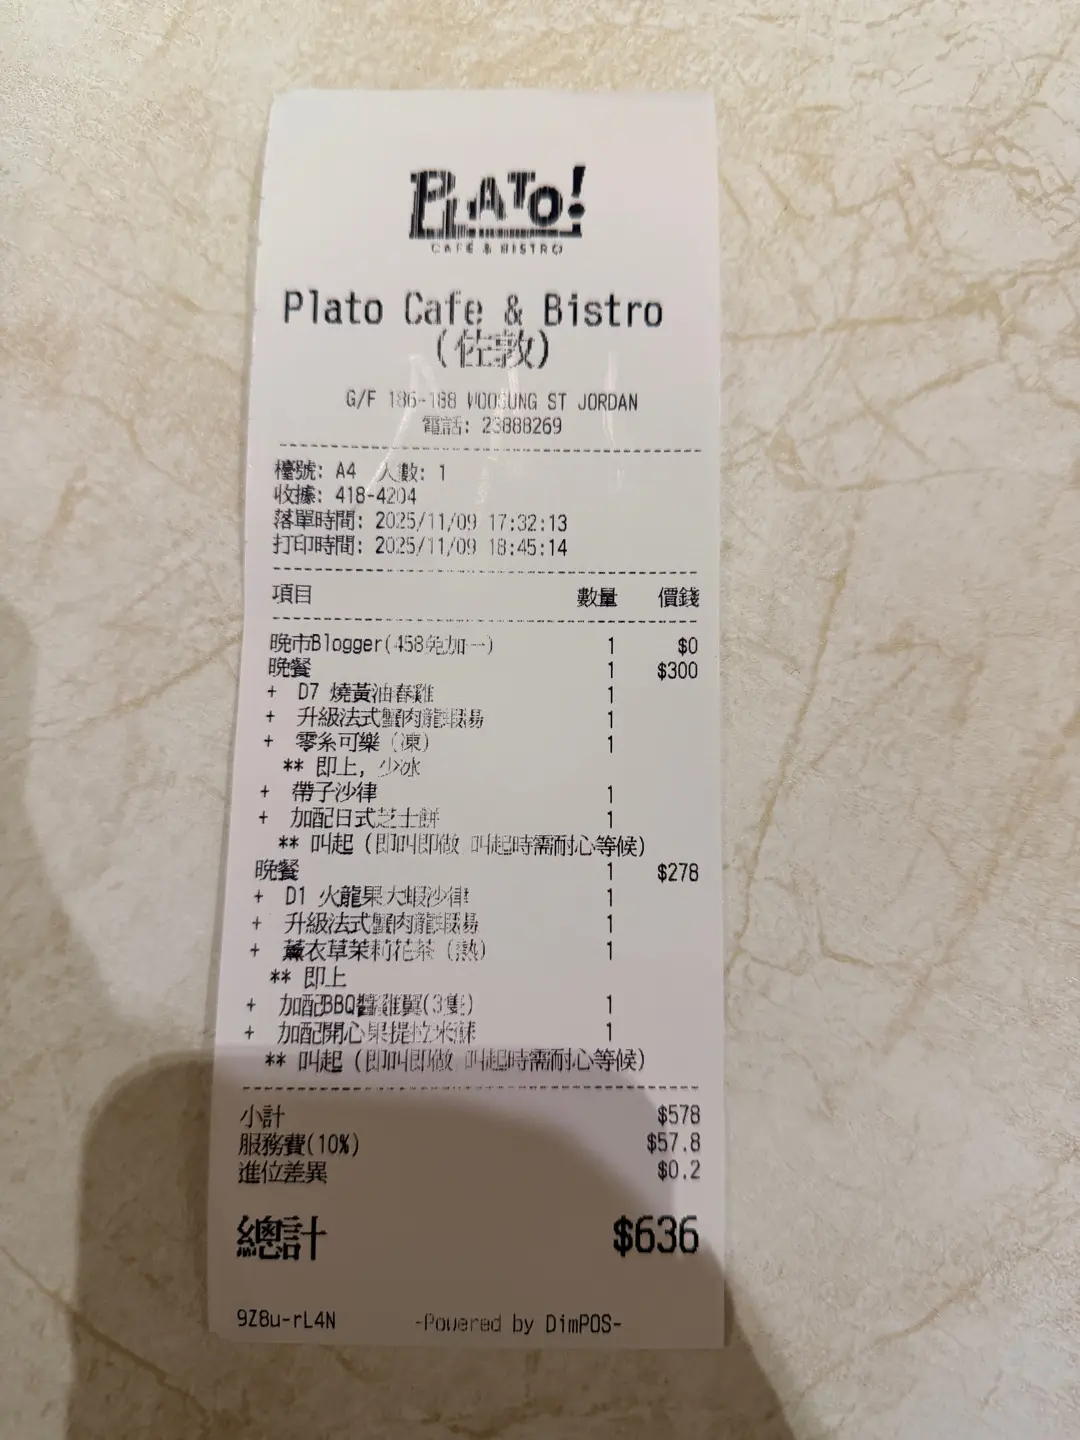 PLATO!
CAFÉ & BISTRO
Plato Cafe & Bistro
(佐敦)
G/F 186-188 WOOSUNG ST JORDAN
電話: 23888269
檯號: A4 人數: 1
收據: 418-4204
落單時間: 2025/11/09 17:32:13
打印時間: 2025/11/09 18:45:14
項目 數量 價錢
晚市Blogger(458免加一) 1 $0
晚餐 1 $300
+ D7 燒黃油春雞 1
+ 升級法式蟹肉龍蝦湯 1
+ 零系可樂 (凍) 1
** 即上, 少冰
+ 帶子沙律 1
+ 加配日式芝士餅 1
** 叫起 (即叫即做 叫起時需耐心等候)
晚餐 1 $278
+ D1 火龍果大蝦沙律 1
+ 升級法式蟹肉龍蝦湯 1
+ 薰衣草茉莉花茶 (熱) 1
** 即上
+ 加配BBQ醬雞翼(3隻) 1
+ 加配開心果提拉米蘇 1
** 叫起 (即叫即做 叫起時需耐心等候)
小計 $578
服務費(10%) $57.8
進位差異 $0.2
總計 $636
9Z8u-rL4N -Powered by DimPOS-